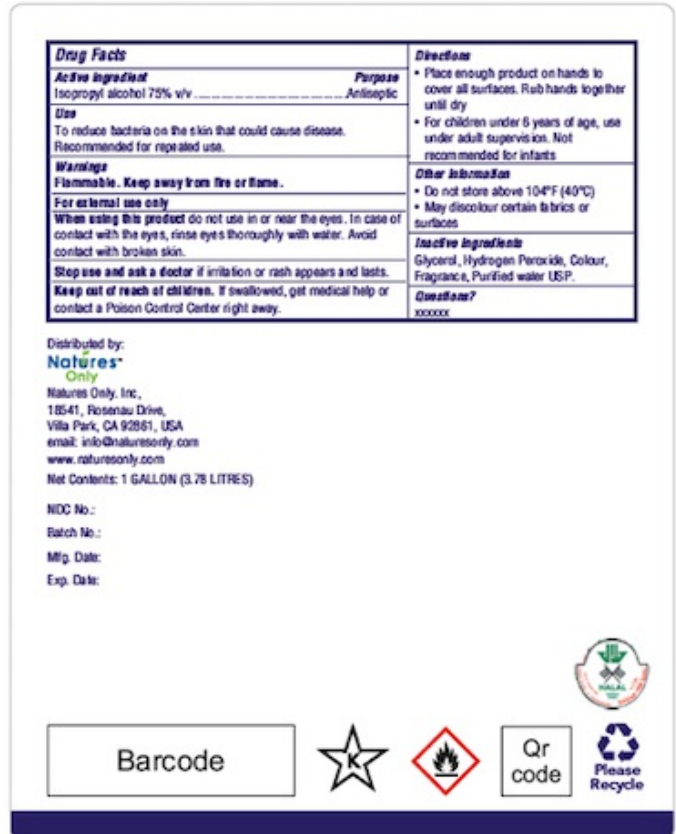 Drug Facts
Active ingredient Purpose
Isopropyl alcohol 75% v/v ........................................ Antiseptic
Use
To reduce bacteria on the skin that could cause disease.
Recommended for repeated use.
Warnings
Flammable. Keep away from fire or flame.
For external use only
When using this product do not use in or near the eyes. In case of
contact with the eyes, rinse eyes thoroughly with water. Avoid
contact with broken skin.
Stop use and ask a doctor if irritation or rash appears and lasts.
Keep out of reach of children. If swallowed, get medical help or
contact a Poison Control Center right away.
Directions
• Place enough product on hands to
cover all surfaces. Rub hands together
until dry
• For children under 6 years of age, use
under adult supervision. Not
recommended for infants
Other information
• Do not store above 104°F (40°C)
• May discolour certain fabrics or
surfaces
Inactive ingredients
Glycerol, Hydrogen Peroxide, Colour,
Fragrance, Purified water USP.
Questions?
xxxxxx
Distributed by:
Natures™
Only
Natures Only. Inc,
18541, Rosenau Drive,
Villa Park, CA 92861, USA
email: info@naturesonly.com
www.naturesonly.com
Net Contents: 1 GALLON (3.78 LITRES)
NDC No.:
Batch No.:
Mfg. Date:
Exp. Date:
HALAL
Barcode
K
Qr
code
Please
Recycle